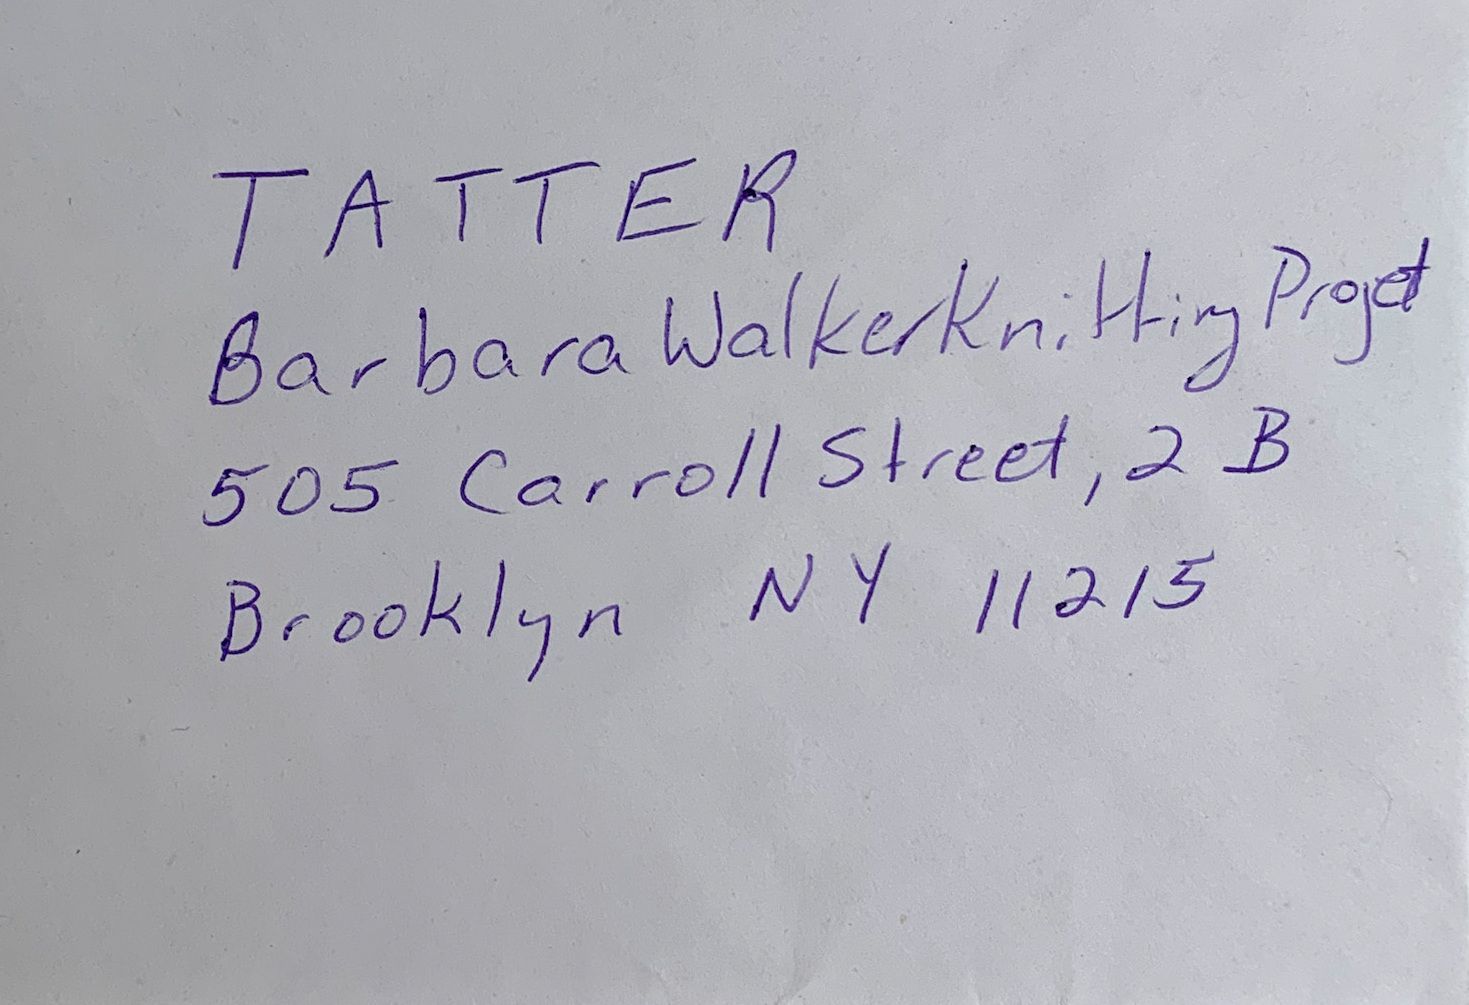 TATTER
Barbara Walker Knitting Project
505 Carroll Street, 2 B
Brooklyn NY 11215